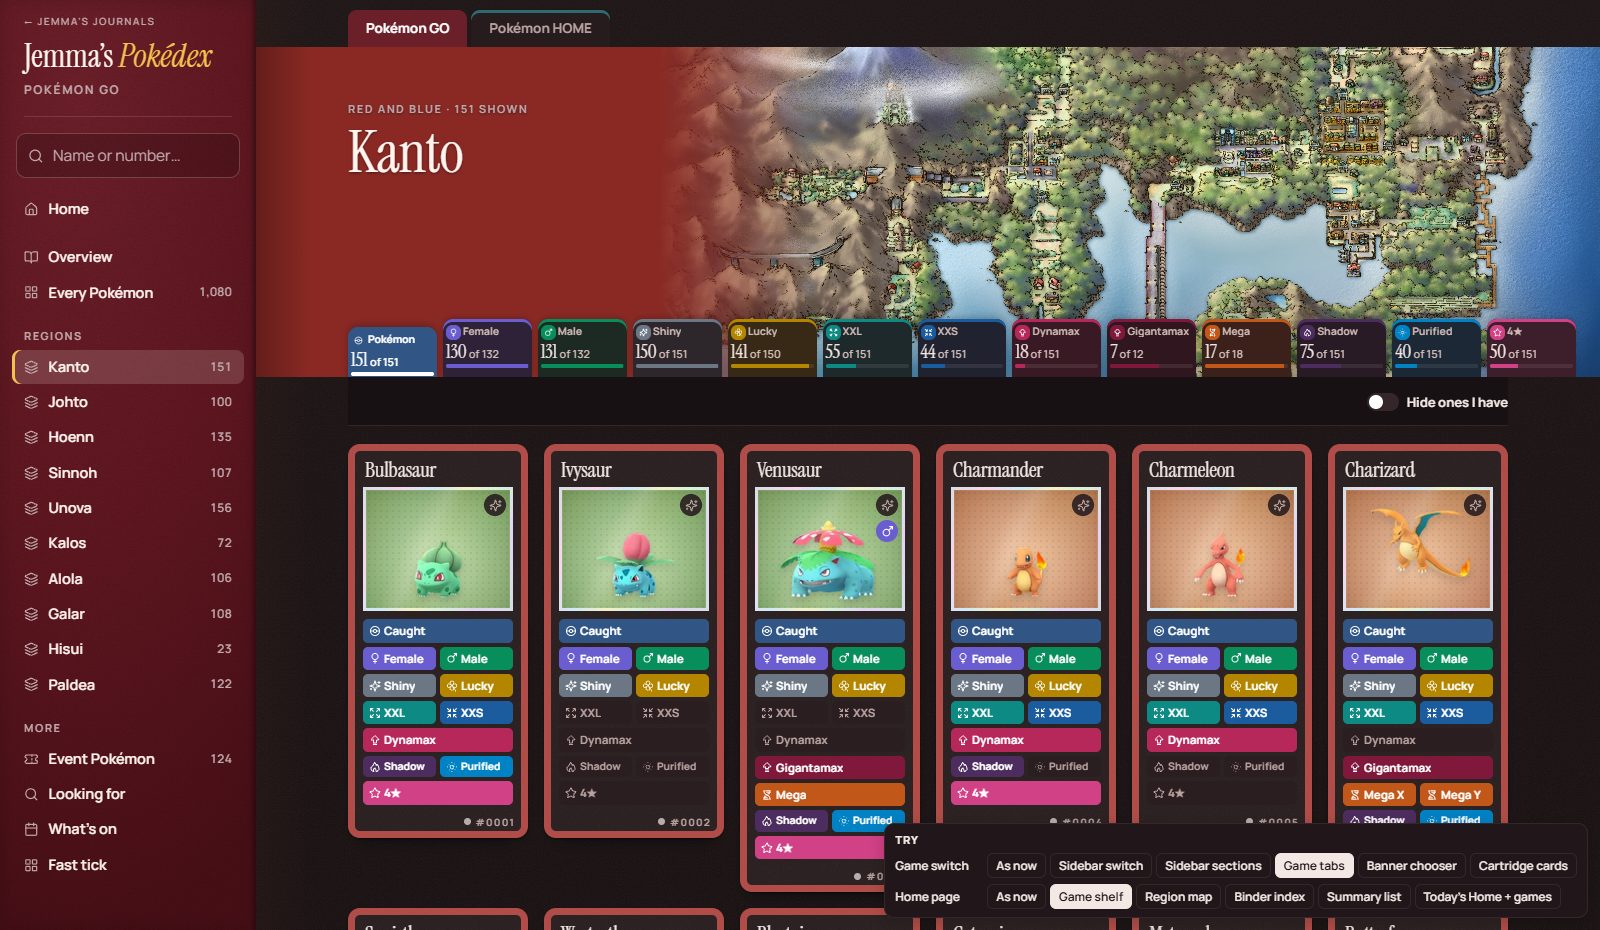 ← JEMMA'S JOURNALS
Jemma's Pokédex
POKÉMON GO
Name or number...
Home
Overview
Every Pokémon 1,080
REGIONS
Kanto 151
Johto 100
Hoenn 135
Sinnoh 107
Unova 156
Kalos 72
Alola 106
Galar 108
Hisui 23
Paldea 122
MORE
Event Pokémon 124
Looking for
What's on
Fast tick
Pokémon GO Pokémon HOME
RED AND BLUE · 151 SHOWN
Kanto
Pokémon Female Male Shiny Lucky XXL XXS Dynamax Gigantamax Mega Shadow Purified 4★
151 of 151 130 of 132 131 of 132 150 of 151 141 of 150 55 of 151 44 of 151 18 of 151 7 of 12 17 of 18 75 of 151 40 of 151 50 of 151
Hide ones I have
Bulbasaur
Caught
Female Male
Shiny Lucky
XXL XXS
Dynamax
Shadow Purified
4★
#0001
Ivysaur
Caught
Female Male
Shiny Lucky
XXL XXS
Dynamax
Shadow Purified
4★
#0002
Venusaur
Caught
Female Male
Shiny Lucky
XXL XXS
Dynamax
Gigantamax
Mega
Shadow Purified
4★
Charmander
Caught
Female Male
Shiny Lucky
XXL XXS
Dynamax
Shadow Purified
4★
#0004
Charmeleon
Caught
Female Male
Shiny Lucky
XXL XXS
Dynamax
Shadow Purified
4★
#0005
Charizard
Caught
Female Male
Shiny Lucky
XXL XXS
Dynamax
Gigantamax
Mega X Mega Y
Shadow Purified
TRY
Game switch As now Sidebar switch Sidebar sections Game tabs Banner chooser Cartridge cards
Home page As now Game shelf Region map Binder index Summary list Today's Home + games